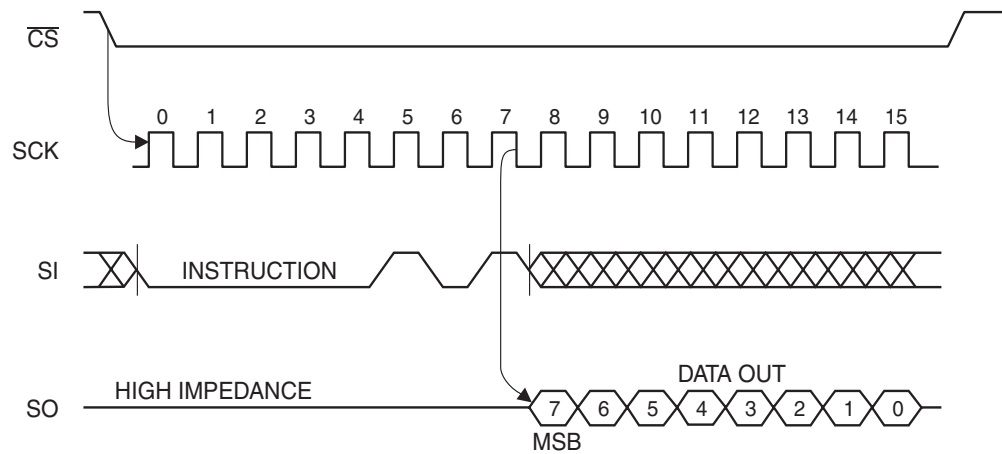 CS
0 1 2 3 4 5 6 7 8 9 10 11 12 13 14 15
SCK
SI INSTRUCTION
HIGH IMPEDANCE DATA OUT
SO 7 6 5 4 3 2 1 0
MSB